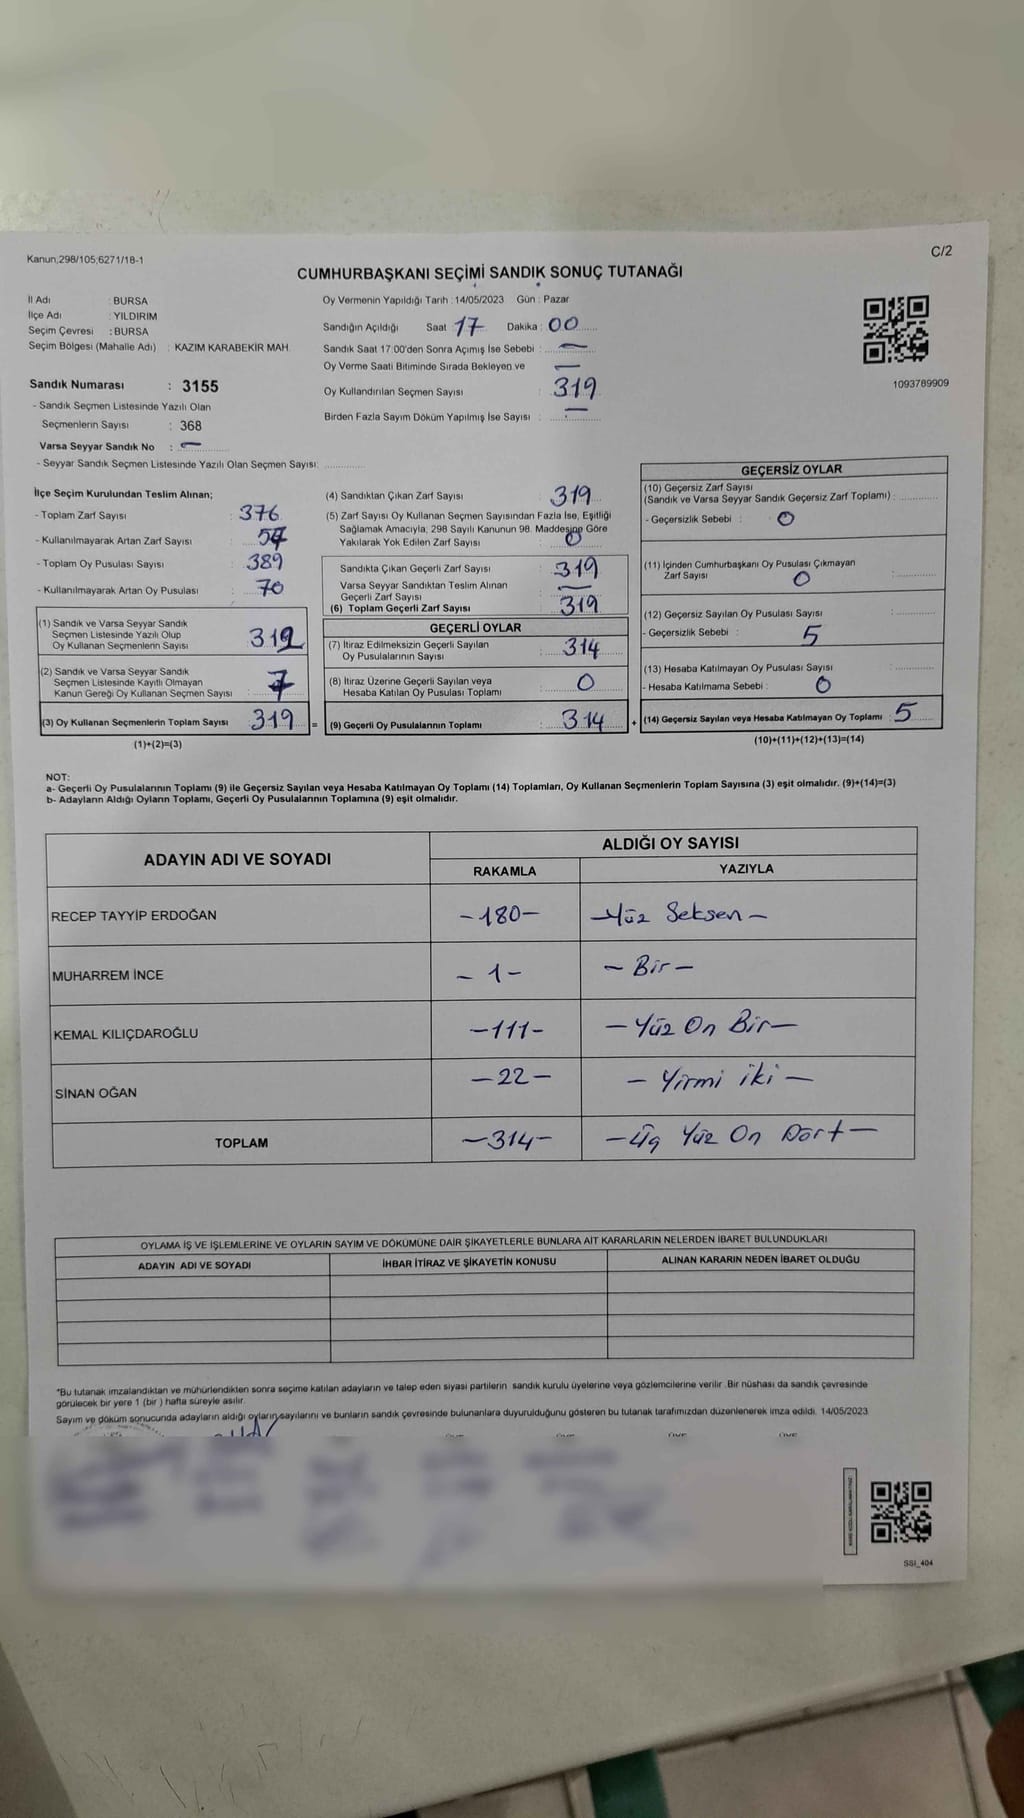 Kanun;298/105;6271/18-1
C/2
CUMHURBAŞKANI SEÇİMİ SANDIK SONUÇ TUTANAĞI
İl Adı : BURSA
İlçe Adı : YILDIRIM
Seçim Çevresi : BURSA
Seçim Bölgesi (Mahalle Adı) : KAZIM KARABEKİR MAH.
Sandık Numarası : 3155
- Sandık Seçmen Listesinde Yazılı Olan
Seçmenlerin Sayısı : 368
Varsa Seyyar Sandık No : —
- Seyyar Sandık Seçmen Listesinde Yazılı Olan Seçmen Sayısı:
Oy Vermenin Yapıldığı Tarih : 14/05/2023 Gün : Pazar
Sandığın Açıldığı Saat 17 Dakika : 00
Sandık Saat 17:00'den Sonra Açımış İse Sebebi : —
Oy Verme Saati Bitiminde Sırada Bekleyen ve —
Oy Kullandırılan Seçmen Sayısı : 319
Birden Fazla Sayım Döküm Yapılmış İse Sayısı : —
1093789909
İlçe Seçim Kurulundan Teslim Alınan;
- Toplam Zarf Sayısı : 376
- Kullanılmayarak Artan Zarf Sayısı :
- Toplam Oy Pusulası Sayısı : 389
- Kullanılmayarak Artan Oy Pusulası : 70
(1) Sandık ve Varsa Seyyar Sandık
Seçmen Listesinde Yazılı Olup
Oy Kullanan Seçmenlerin Sayısı : 312
(2) Sandık ve Varsa Seyyar Sandık
Seçmen Listesinde Kayıtlı Olmayan
Kanun Gereği Oy Kullanan Seçmen Sayısı : 7
(3) Oy Kullanan Seçmenlerin Toplam Sayısı : 319
(1)+(2)=(3)
(4) Sandıktan Çıkan Zarf Sayısı : 319
(5) Zarf Sayısı Oy Kullanan Seçmen Sayısından Fazla İse, Eşitliği
Sağlamak Amacıyla; 298 Sayılı Kanunun 98. Maddesine Göre
Yakılarak Yok Edilen Zarf Sayısı : 0
Sandıkta Çıkan Geçerli Zarf Sayısı : 319
Varsa Seyyar Sandıktan Teslim Alınan
Geçerli Zarf Sayısı : —
(6) Toplam Geçerli Zarf Sayısı : 319
GEÇERLİ OYLAR
(7) İtiraz Edilmeksizin Geçerli Sayılan
Oy Pusulalarının Sayısı : 314
(8) İtiraz Üzerine Geçerli Sayılan veya
Hesaba Katılan Oy Pusulası Toplamı : 0
= (9) Geçerli Oy Pusulalarının Toplamı : 314
GEÇERSİZ OYLAR
(10) Geçersiz Zarf Sayısı
(Sandık ve Varsa Seyyar Sandık Geçersiz Zarf Toplamı) :
- Geçersizlik Sebebi : 0
(11) İçinden Cumhurbaşkanı Oy Pusulası Çıkmayan
Zarf Sayısı : 0
(12) Geçersiz Sayılan Oy Pusulası Sayısı :
- Geçersizlik Sebebi : 5
(13) Hesaba Katılmayan Oy Pusulası Sayısı :
- Hesaba Katılmama Sebebi : 0
+ (14) Geçersiz Sayılan veya Hesaba Katılmayan Oy Toplamı : 5
(10)+(11)+(12)+(13)=(14)
NOT:
a- Geçerli Oy Pusulalarının Toplamı (9) ile Geçersiz Sayılan veya Hesaba Katılmayan Oy Toplamı (14) Toplamları, Oy Kullanan Seçmenlerin Toplam Sayısına (3) eşit olmalıdır. (9)+(14)=(3)
b- Adayların Aldığı Oyların Toplamı, Geçerli Oy Pusulalarının Toplamına (9) eşit olmalıdır.
ADAYIN ADI VE SOYADI ALDIĞI OY SAYISI
RAKAMLA YAZIYLA
RECEP TAYYİP ERDOĞAN -180- -Yüz Seksen-
MUHARREM İNCE -1- -Bir-
KEMAL KILIÇDAROĞLU -111- -Yüz On Bir-
SİNAN OĞAN -22- -Yirmi iki-
TOPLAM -314- -Üç Yüz On Dört-
OYLAMA İŞ VE İŞLEMLERİNE VE OYLARIN SAYIM VE DÖKÜMÜNE DAİR ŞİKAYETLERLE BUNLARA AİT KARARLARIN NELERDEN İBARET BULUNDUKLARI
ADAYIN ADI VE SOYADI İHBAR İTİRAZ VE ŞİKAYETİN KONUSU ALINAN KARARIN NEDEN İBARET OLDUĞU
*Bu tutanak imzalandıktan ve mühürlendikten sonra seçime katılan adayların ve talep eden siyasi partilerin sandık kurulu üyelerine veya gözlemcilerine verilir. Bir nüshası da sandık çevresinde
görülecek bir yere 1 (bir) hafta süreyle asılır.
Sayım ve döküm sonucunda adayların aldığı oyların sayılarını ve bunların sandık çevresinde bulunanlara duyurulduğunu gösteren bu tutanak tarafımızdan düzenlenerek imza edildi. 14/05/2023
SSI_404